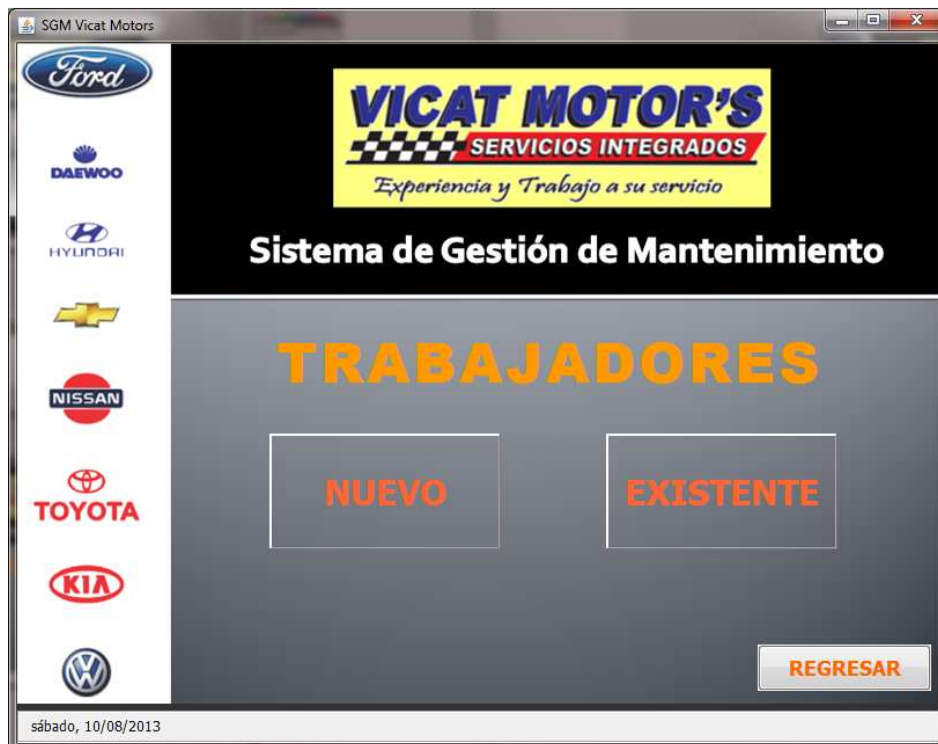 SGM Vicat Motors
Ford
DAEWOO
HYUNDAI
NISSAN
TOYOTA
KIA
VICAT MOTOR'S
SERVICIOS INTEGRADOS
Experiencia y Trabajo a su servicio
Sistema de Gestión de Mantenimiento
TRABAJADORES
NUEVO
EXISTENTE
REGRESAR
sábado, 10/08/2013